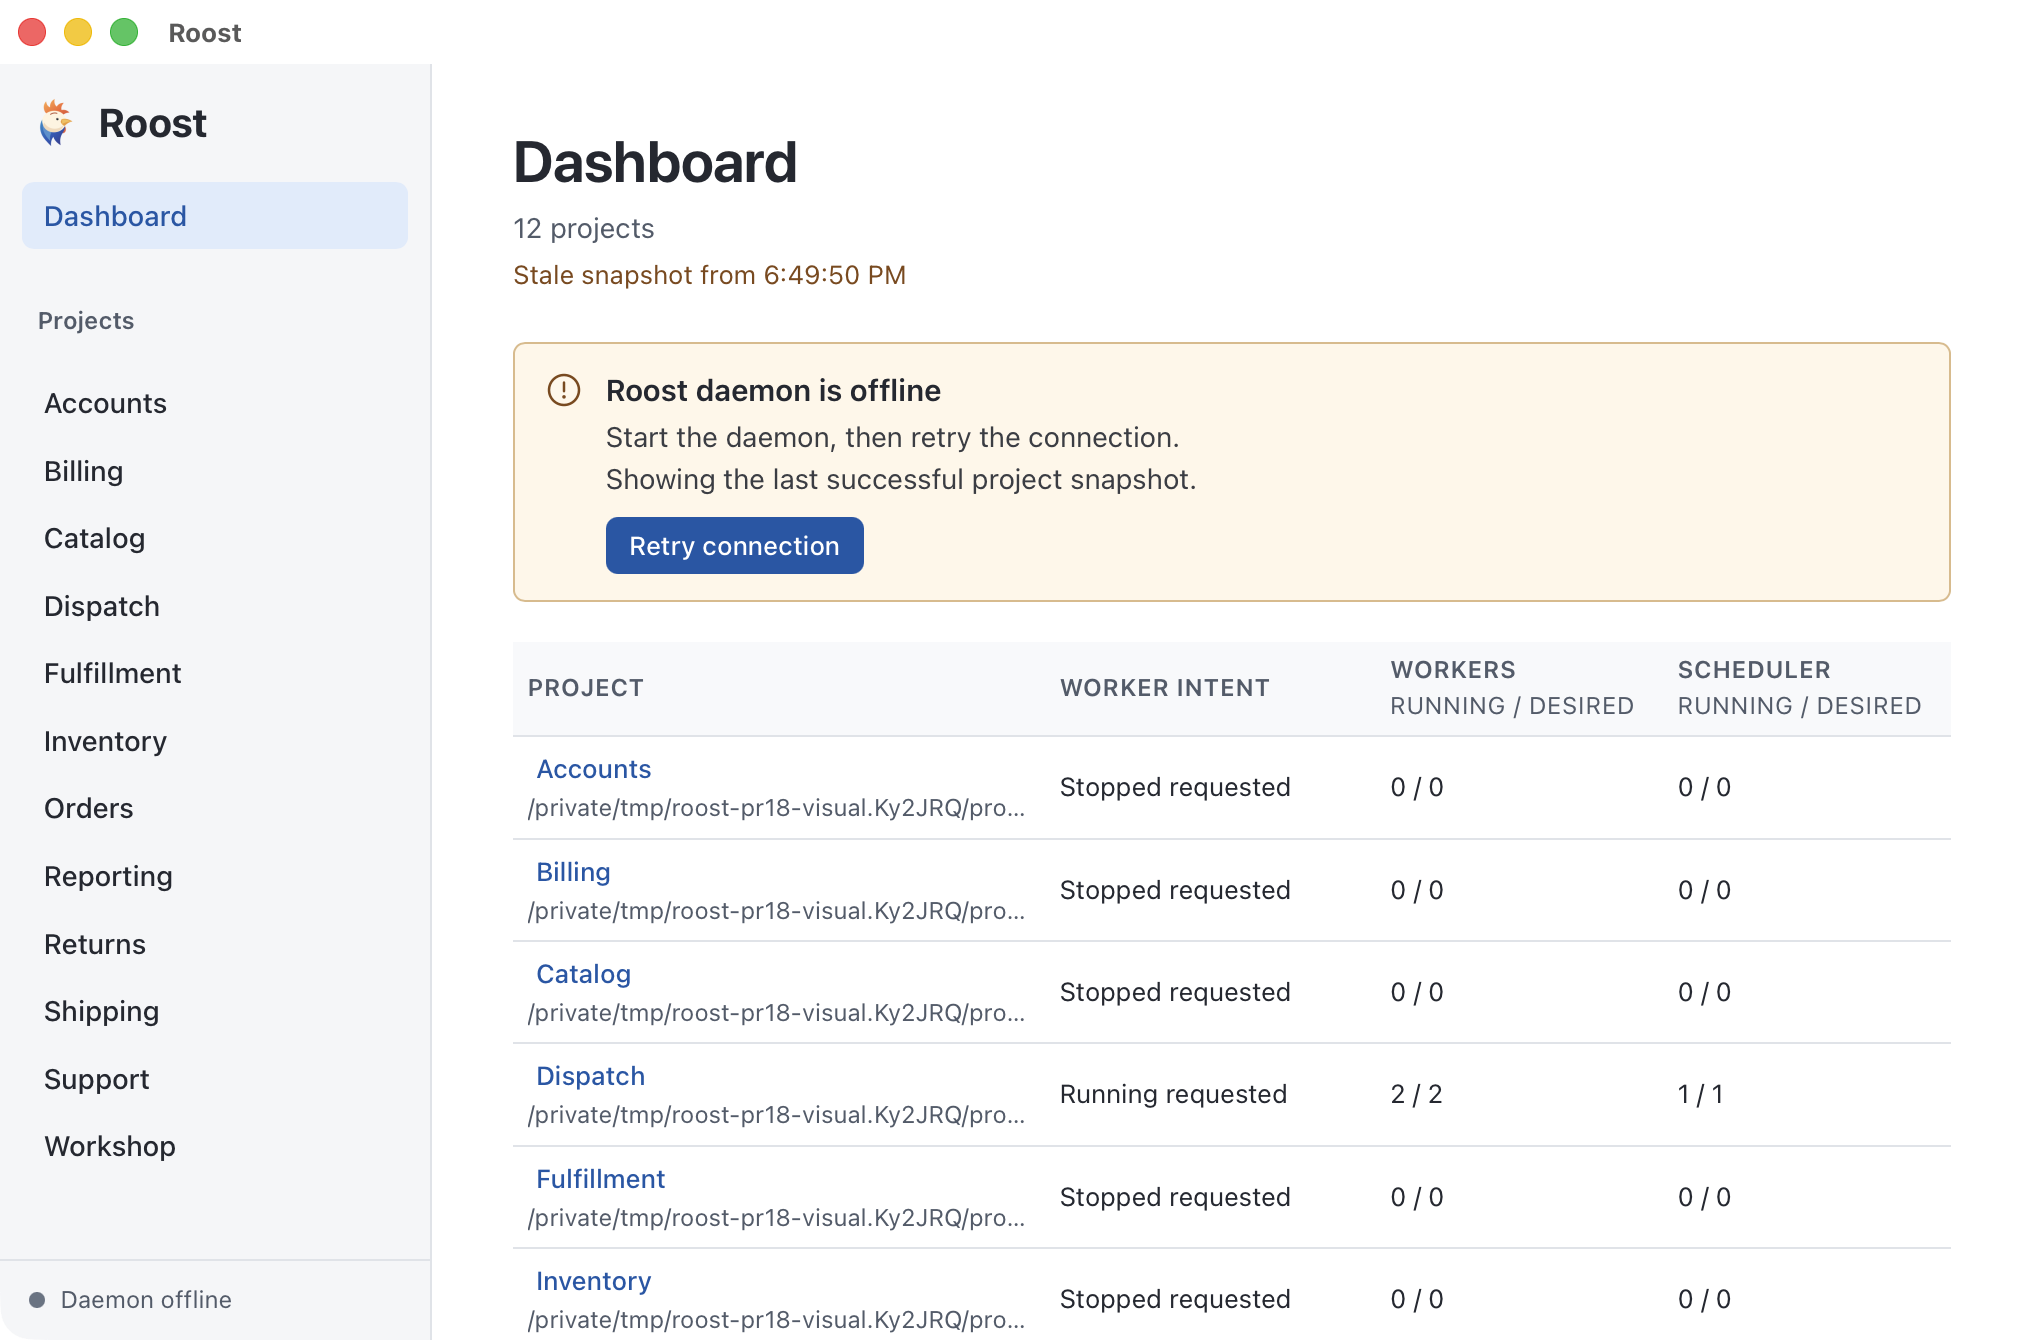 Roost
Roost
Dashboard
Projects
Accounts
Billing
Catalog
Dispatch
Fulfillment
Inventory
Orders
Reporting
Returns
Shipping
Support
Workshop
Daemon offline
Dashboard
12 projects
Stale snapshot from 6:49:50 PM
Roost daemon is offline
Start the daemon, then retry the connection.
Showing the last successful project snapshot.
Retry connection
PROJECT WORKER INTENT WORKERS RUNNING / DESIRED SCHEDULER RUNNING / DESIRED
Accounts
/private/tmp/roost-pr18-visual.Ky2JRQ/pro... Stopped requested 0 / 0 0 / 0
Billing
/private/tmp/roost-pr18-visual.Ky2JRQ/pro... Stopped requested 0 / 0 0 / 0
Catalog
/private/tmp/roost-pr18-visual.Ky2JRQ/pro... Stopped requested 0 / 0 0 / 0
Dispatch
/private/tmp/roost-pr18-visual.Ky2JRQ/pro... Running requested 2 / 2 1 / 1
Fulfillment
/private/tmp/roost-pr18-visual.Ky2JRQ/pro... Stopped requested 0 / 0 0 / 0
Inventory
/private/tmp/roost-pr18-visual.Ky2JRQ/pro... Stopped requested 0 / 0 0 / 0